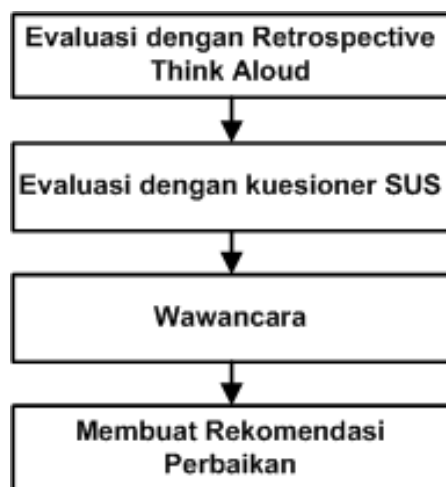 Evaluasi dengan Retrospective
Think Aloud
Evaluasi dengan kuesioner SUS
Wawancara
Membuat Rekomendasi
Perbaikan